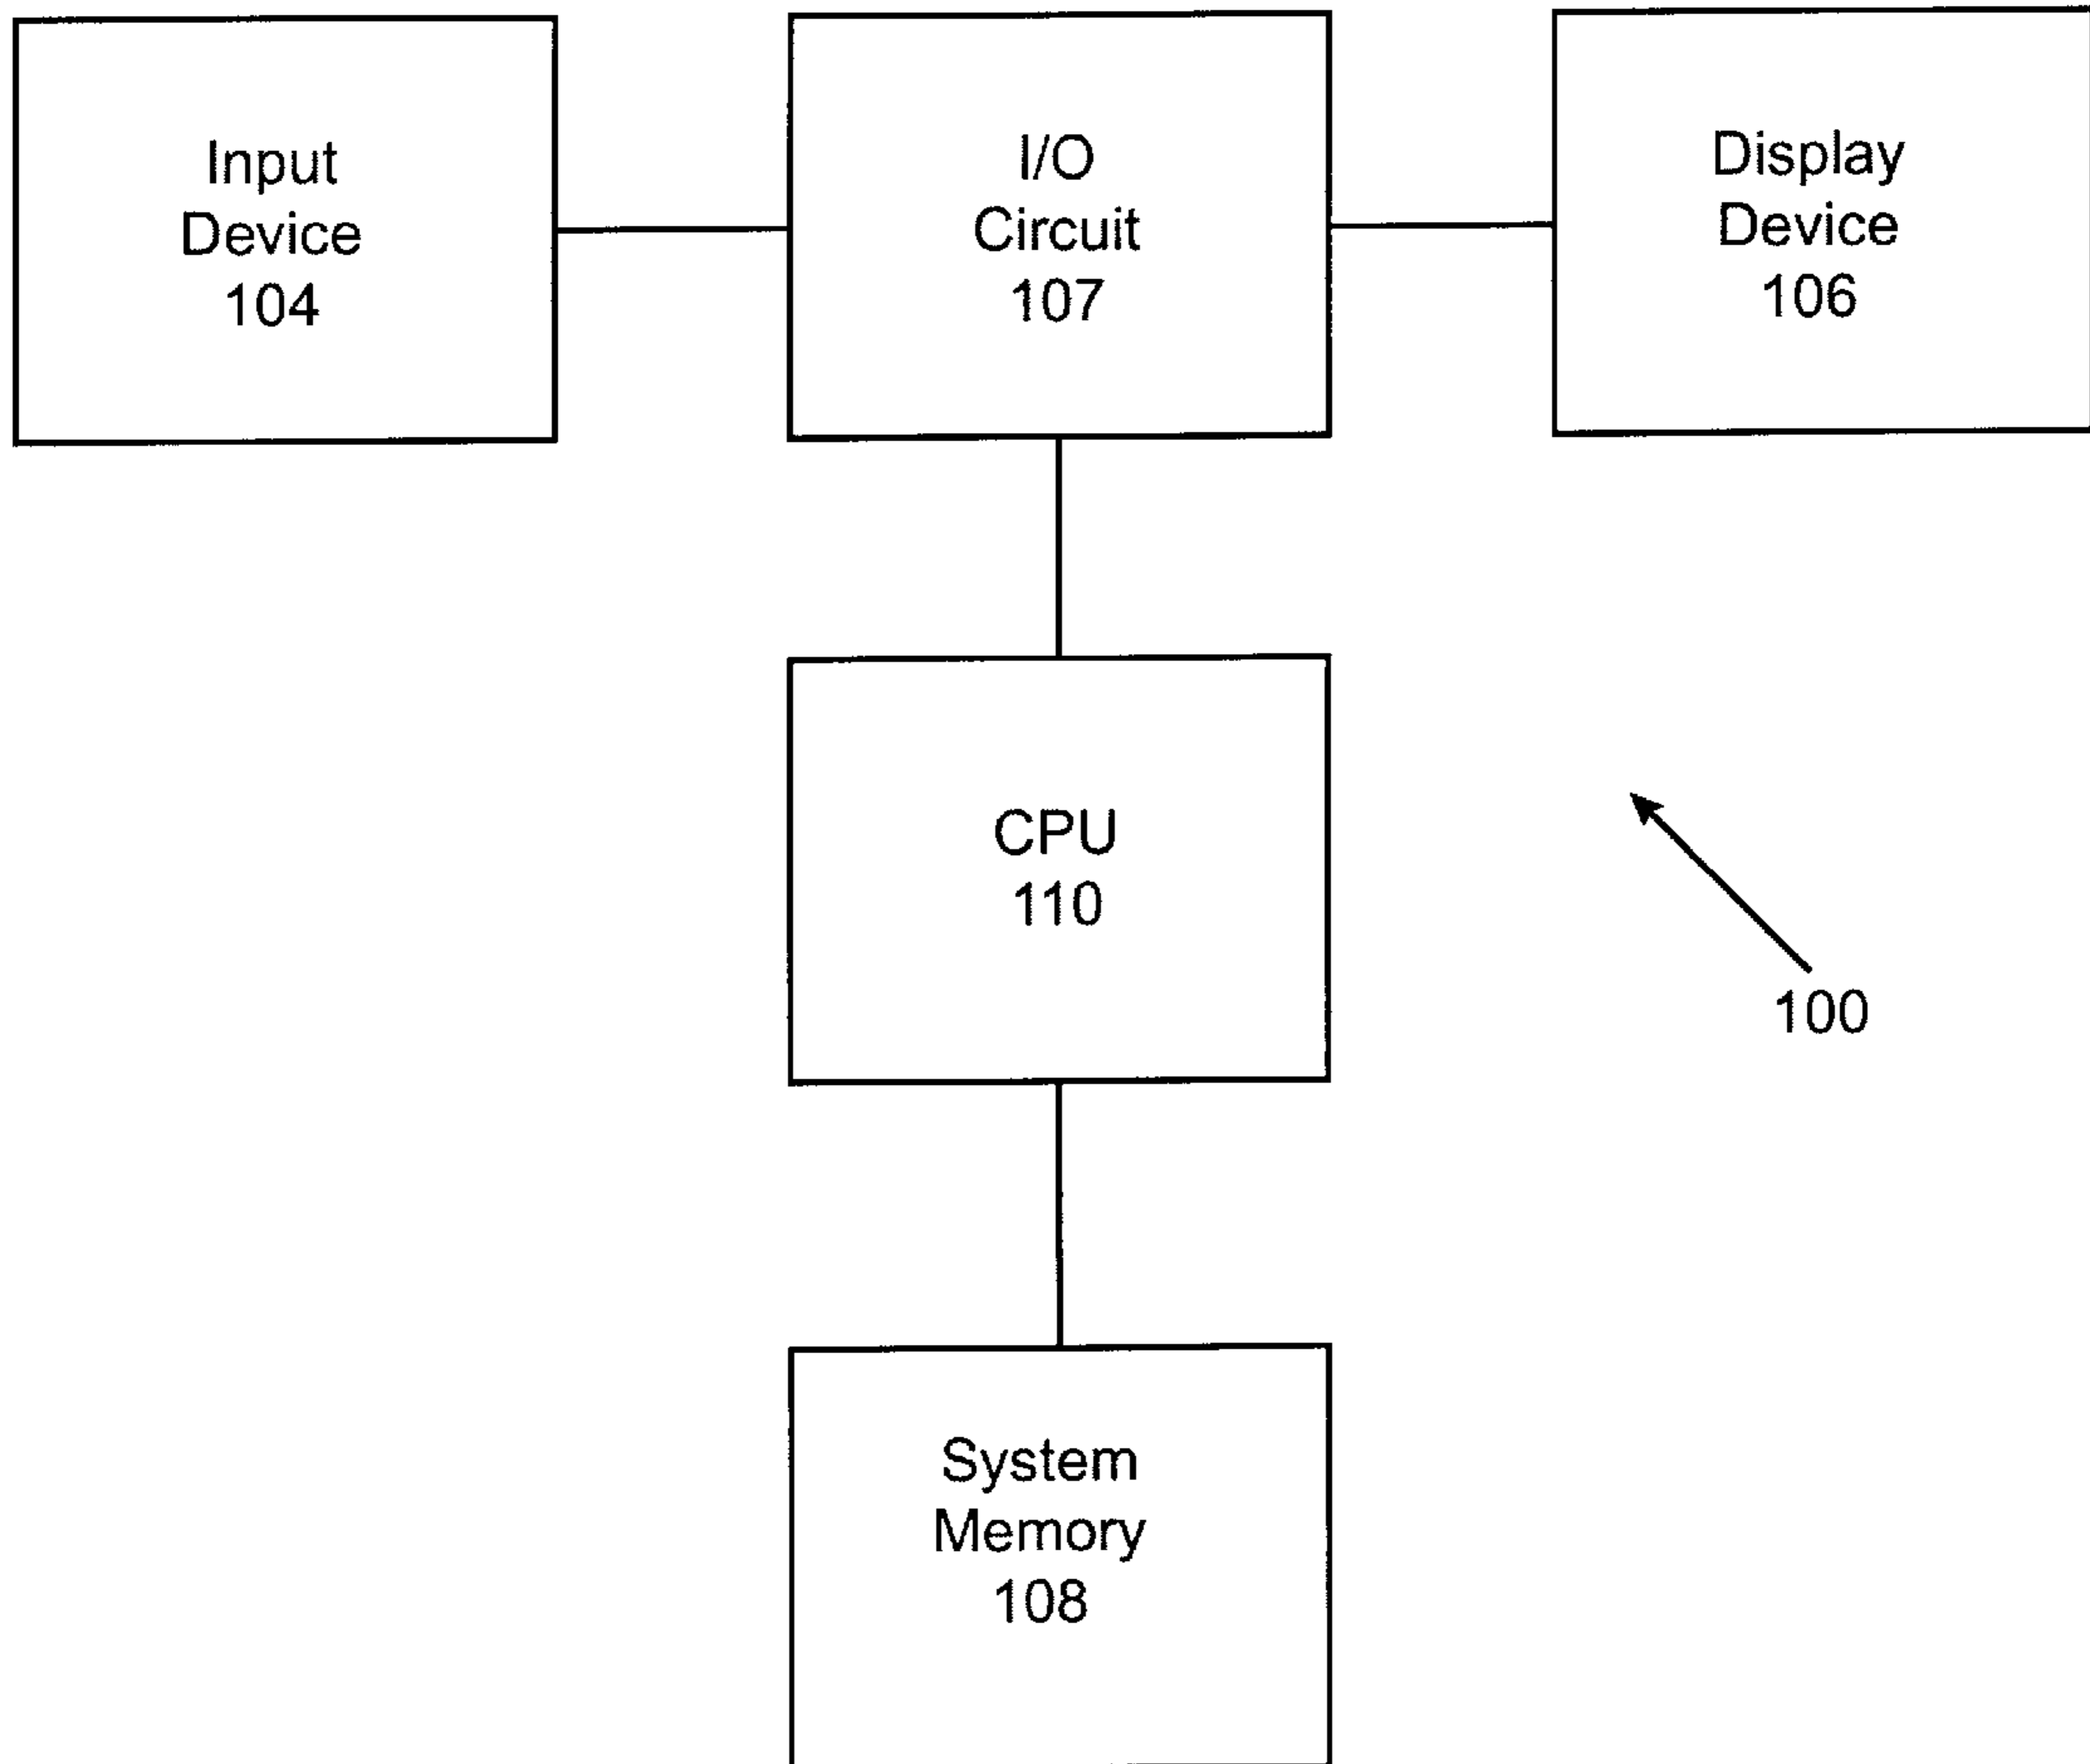 Input
Device
104
I/O
Circuit
107
Display
Device
106
CPU
110
100
System
Memory
108